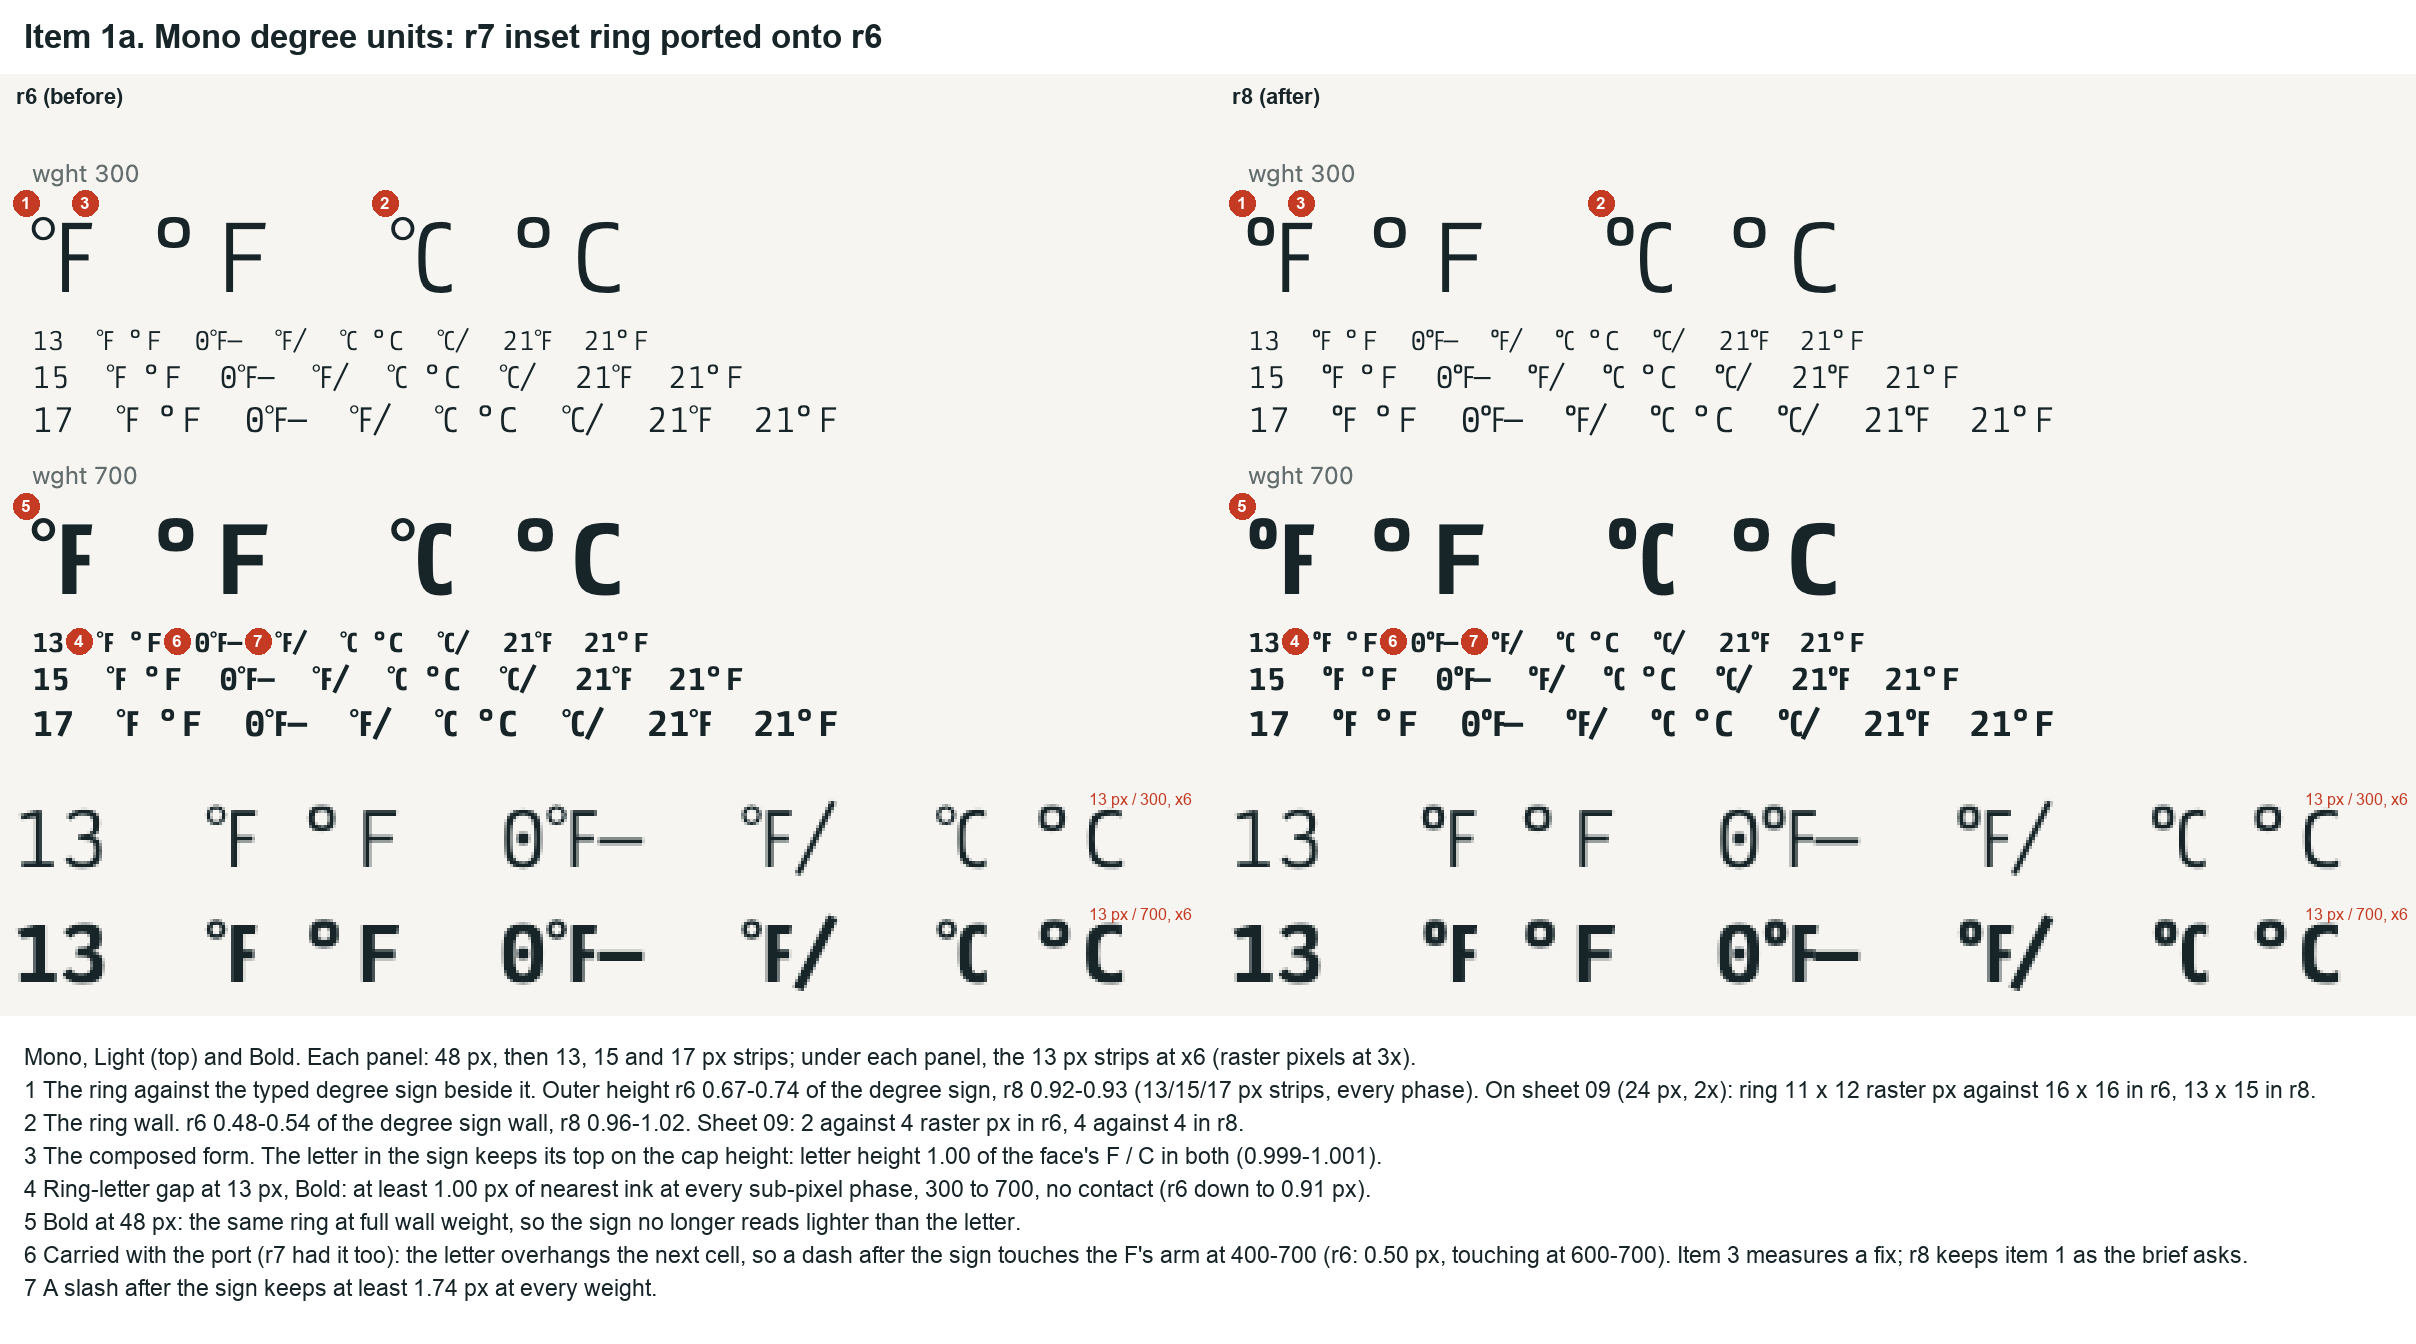 Item 1a. Mono degree units: r7 inset ring ported onto r6
r6 (before)
wght 300
1 3 2
℉ ° F ℃ ° C
13 ℉ ° F 0℉– ℉/ ℃ ° C ℃/ 21℉ 21° F
15 ℉ ° F 0℉– ℉/ ℃ ° C ℃/ 21℉ 21° F
17 ℉ ° F 0℉– ℉/ ℃ ° C ℃/ 21℉ 21° F
wght 700
5
℉ ° F ℃ ° C
13 4 ℉ ° F 6 0℉– 7 ℉/ ℃ ° C ℃/ 21℉ 21° F
15 ℉ ° F 0℉– ℉/ ℃ ° C ℃/ 21℉ 21° F
17 ℉ ° F 0℉– ℉/ ℃ ° C ℃/ 21℉ 21° F
13 px / 300, x6
13 ℉ ° F 0℉– ℉/ ℃ ° C
13 px / 700, x6
13 ℉ ° F 0℉– ℉/ ℃ ° C
r8 (after)
wght 300
1 3 2
℉ ° F ℃ ° C
13 ℉ ° F 0℉– ℉/ ℃ ° C ℃/ 21℉ 21° F
15 ℉ ° F 0℉– ℉/ ℃ ° C ℃/ 21℉ 21° F
17 ℉ ° F 0℉– ℉/ ℃ ° C ℃/ 21℉ 21° F
wght 700
5
℉ ° F ℃ ° C
13 4 ℉ ° F 6 0℉– 7 ℉/ ℃ ° C ℃/ 21℉ 21° F
15 ℉ ° F 0℉– ℉/ ℃ ° C ℃/ 21℉ 21° F
17 ℉ ° F 0℉– ℉/ ℃ ° C ℃/ 21℉ 21° F
13 px / 300, x6
13 ℉ ° F 0℉– ℉/ ℃ ° C
13 px / 700, x6
13 ℉ ° F 0℉– ℉/ ℃ ° C
Mono, Light (top) and Bold. Each panel: 48 px, then 13, 15 and 17 px strips; under each panel, the 13 px strips at x6 (raster pixels at 3x).
1 The ring against the typed degree sign beside it. Outer height r6 0.67-0.74 of the degree sign, r8 0.92-0.93 (13/15/17 px strips, every phase). On sheet 09 (24 px, 2x): ring 11 x 12 raster px against 16 x 16 in r6, 13 x 15 in r8.
2 The ring wall. r6 0.48-0.54 of the degree sign wall, r8 0.96-1.02. Sheet 09: 2 against 4 raster px in r6, 4 against 4 in r8.
3 The composed form. The letter in the sign keeps its top on the cap height: letter height 1.00 of the face's F / C in both (0.999-1.001).
4 Ring-letter gap at 13 px, Bold: at least 1.00 px of nearest ink at every sub-pixel phase, 300 to 700, no contact (r6 down to 0.91 px).
5 Bold at 48 px: the same ring at full wall weight, so the sign no longer reads lighter than the letter.
6 Carried with the port (r7 had it too): the letter overhangs the next cell, so a dash after the sign touches the F's arm at 400-700 (r6: 0.50 px, touching at 600-700). Item 3 measures a fix; r8 keeps item 1 as the brief asks.
7 A slash after the sign keeps at least 1.74 px at every weight.